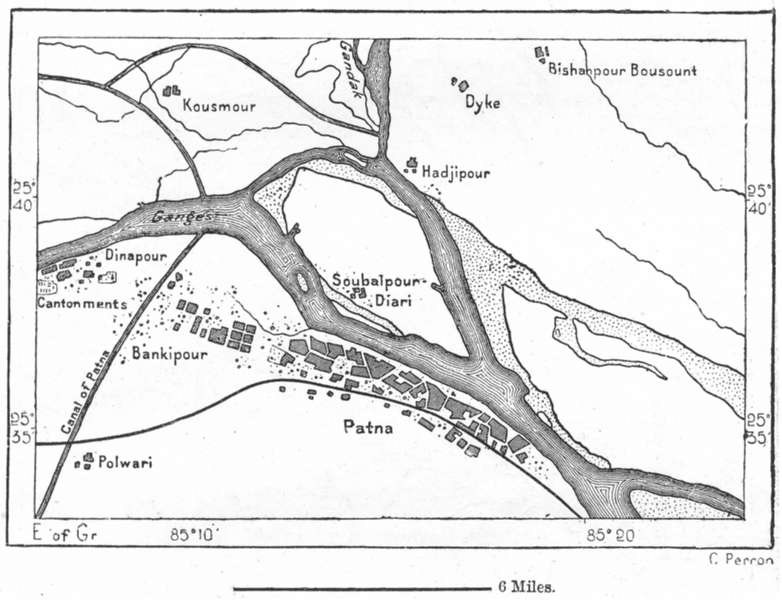 Gandak
Bishanpour Bousount
Kousmour
Dyke
Hadjipour
25°
40'
25°
40'
Ganges
Dinapour
Cantonments
Soubalpour-
Diari
Bankipour
Canal of Patna
25°
35'
25°
35'
Patna
Polwari
E of Gr
85°10'
85°20
C. Perron
6 Miles.